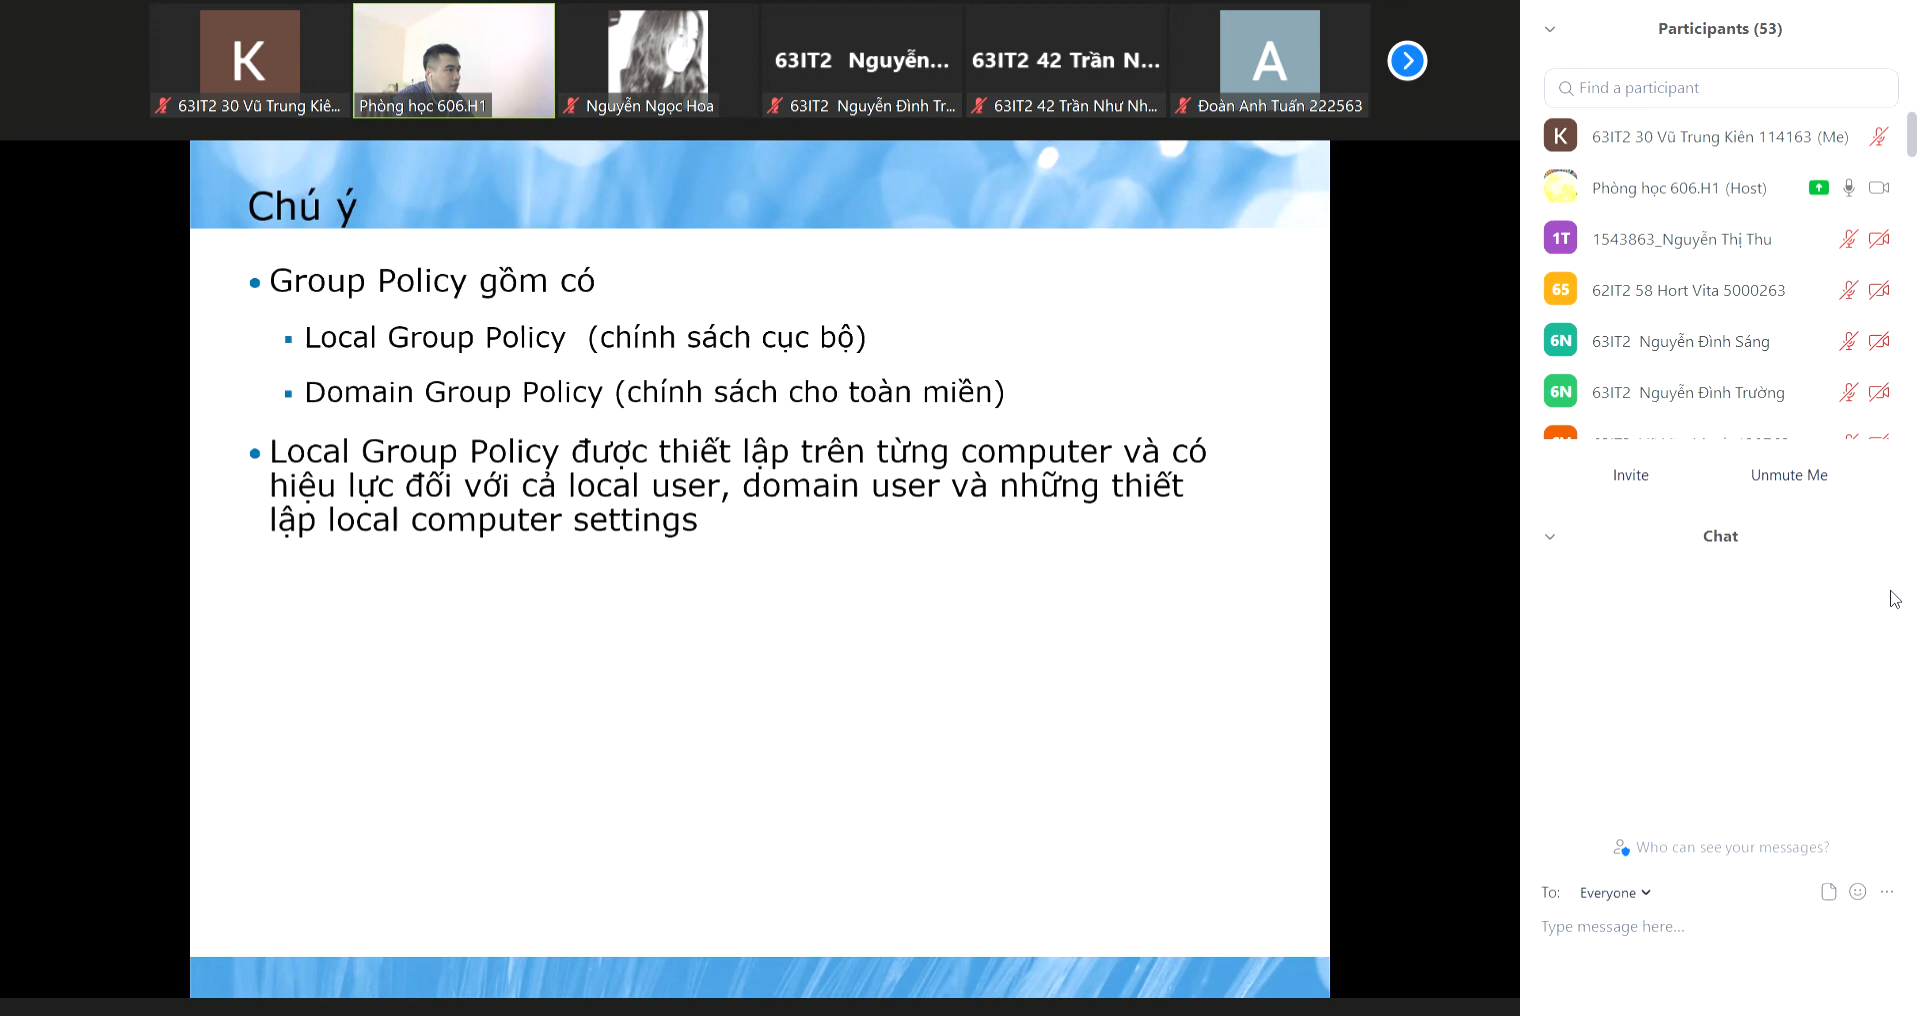 K
63IT2 30 Vũ Trung Kiê...
Phòng học 606.H1
Nguyễn Ngọc Hoa
63IT2 Nguyễn...
63IT2 Nguyễn Đình Tr...
63IT2 42 Trần N...
63IT2 42 Trần Như Nh...
A
Đoàn Anh Tuấn 222563
Chú ý
• Group Policy gồm có
▪ Local Group Policy (chính sách cục bộ)
▪ Domain Group Policy (chính sách cho toàn miền)
• Local Group Policy được thiết lập trên từng computer và có
hiệu lực đối với cả local user, domain user và những thiết
lập local computer settings
Participants (53)
Find a participant
K 63IT2 30 Vũ Trung Kiên 114163 (Me)
Phòng học 606.H1 (Host)
1T 1543863_Nguyễn Thị Thu
65 62IT2 58 Hort Vita 5000263
6N 63IT2 Nguyễn Đình Sáng
6N 63IT2 Nguyễn Đình Trường
Invite Unmute Me
Chat
Who can see your messages?
To: Everyone
Type message here...